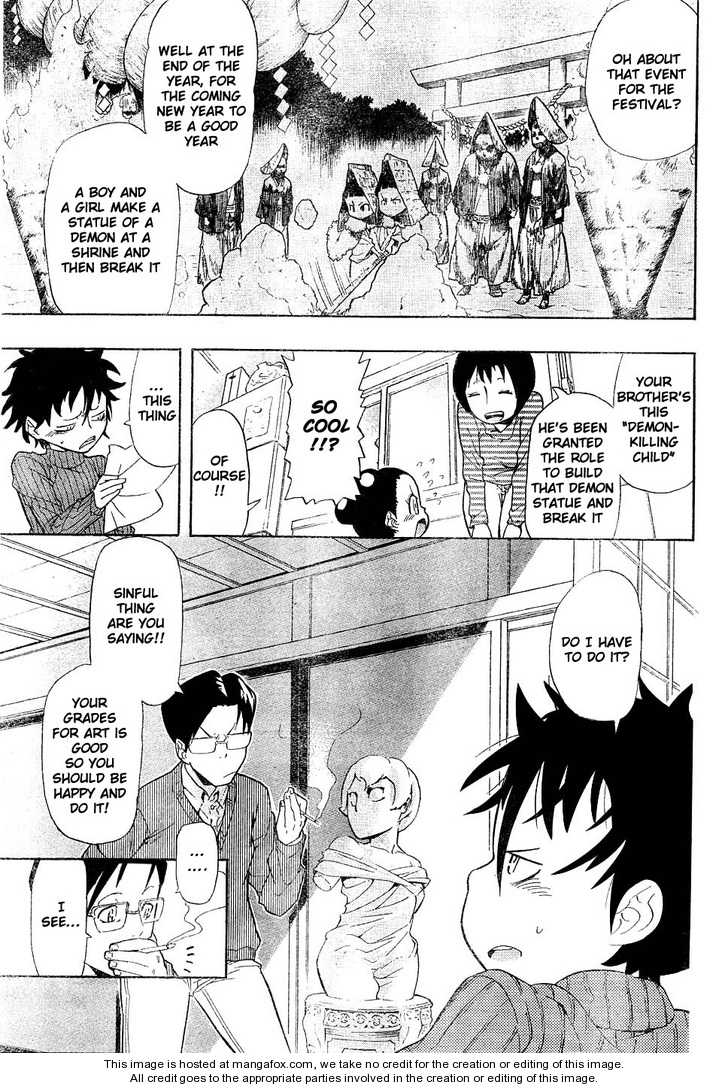 OH ABOUT
THAT EVENT
FOR THE
FESTIVAL?
WELL AT THE
END OF THE
YEAR, FOR
THE COMING
NEW YEAR TO
BE A GOOD
YEAR
A BOY AND
A GIRL MAKE A
STATUE OF A
DEMON AT A
SHRINE AND
THEN BREAK IT
YOUR
BROTHER'S
THIS
"DEMON-
KILLING
CHILD"
HE'S BEEN
GRANTED
THE ROLE
TO BUILD
THAT DEMON
STATUE AND
BREAK IT
SO
COOL
!!?
OF
COURSE
!!
...
THIS
THING
DO I HAVE
TO DO IT?
SINFUL
THING
ARE YOU
SAYING!!
YOUR
GRADES
FOR ART IS
GOOD
SO YOU
SHOULD BE
HAPPY AND
DO IT!
...
....
I
SEE...
This image is hosted at mangafox.com, we take no credit for the creation or editing of this image.
All credit goes to the appropriate parties involved in the creation or editing of this image.